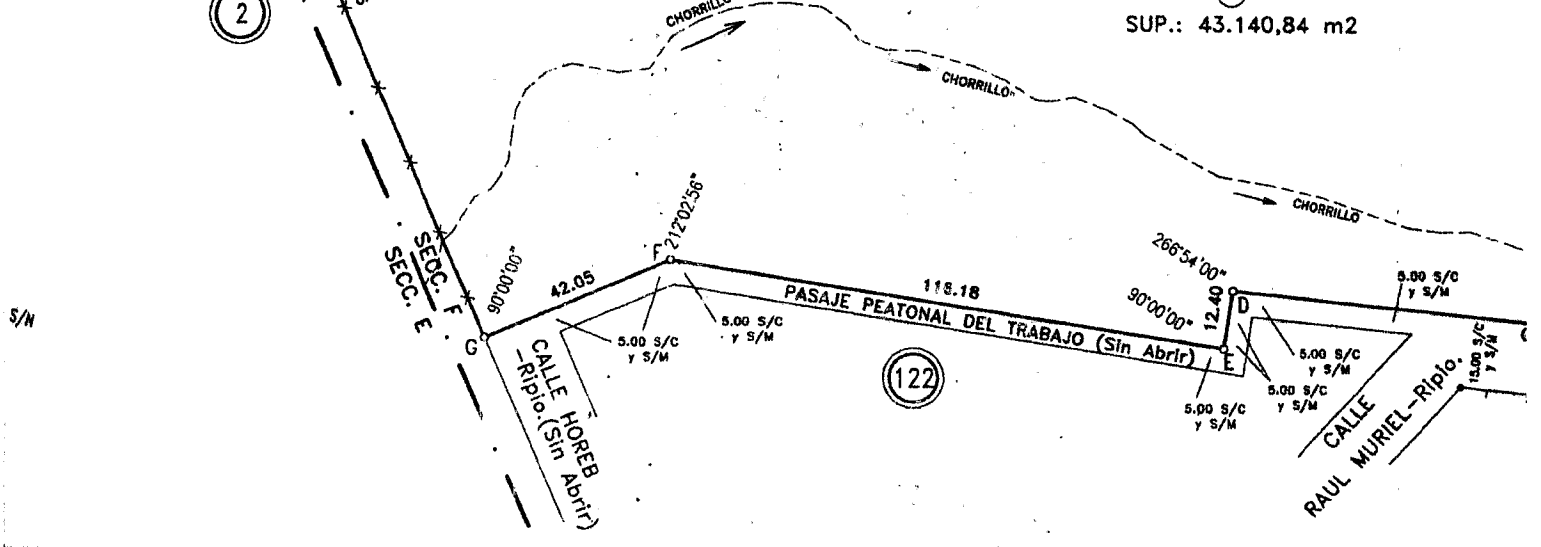 2
CHORRILLO
SUP.: 43.140,84 m2
CHORRILLO
CHORRILLO
S/M
SECC. F
SECC. E
90°00'00"
G
42.05
F
212°02'56"
5.00 S/C
y S/M
5.00 S/C
y S/M
PASAJE PEATONAL DEL TRABAJO (Sin Abrir)
122
266°54'00"
90°00'00"
12.40
D
E
5.00 S/C
y S/M
5.00 S/C
y S/M
5.00 S/C
y S/M
5.00 S/C
y S/M
15.00 S/C
y S/M
CALLE HOREB
-Ripio.(Sin Abrir)
CALLE
RAUL MURIEL-Ripio.